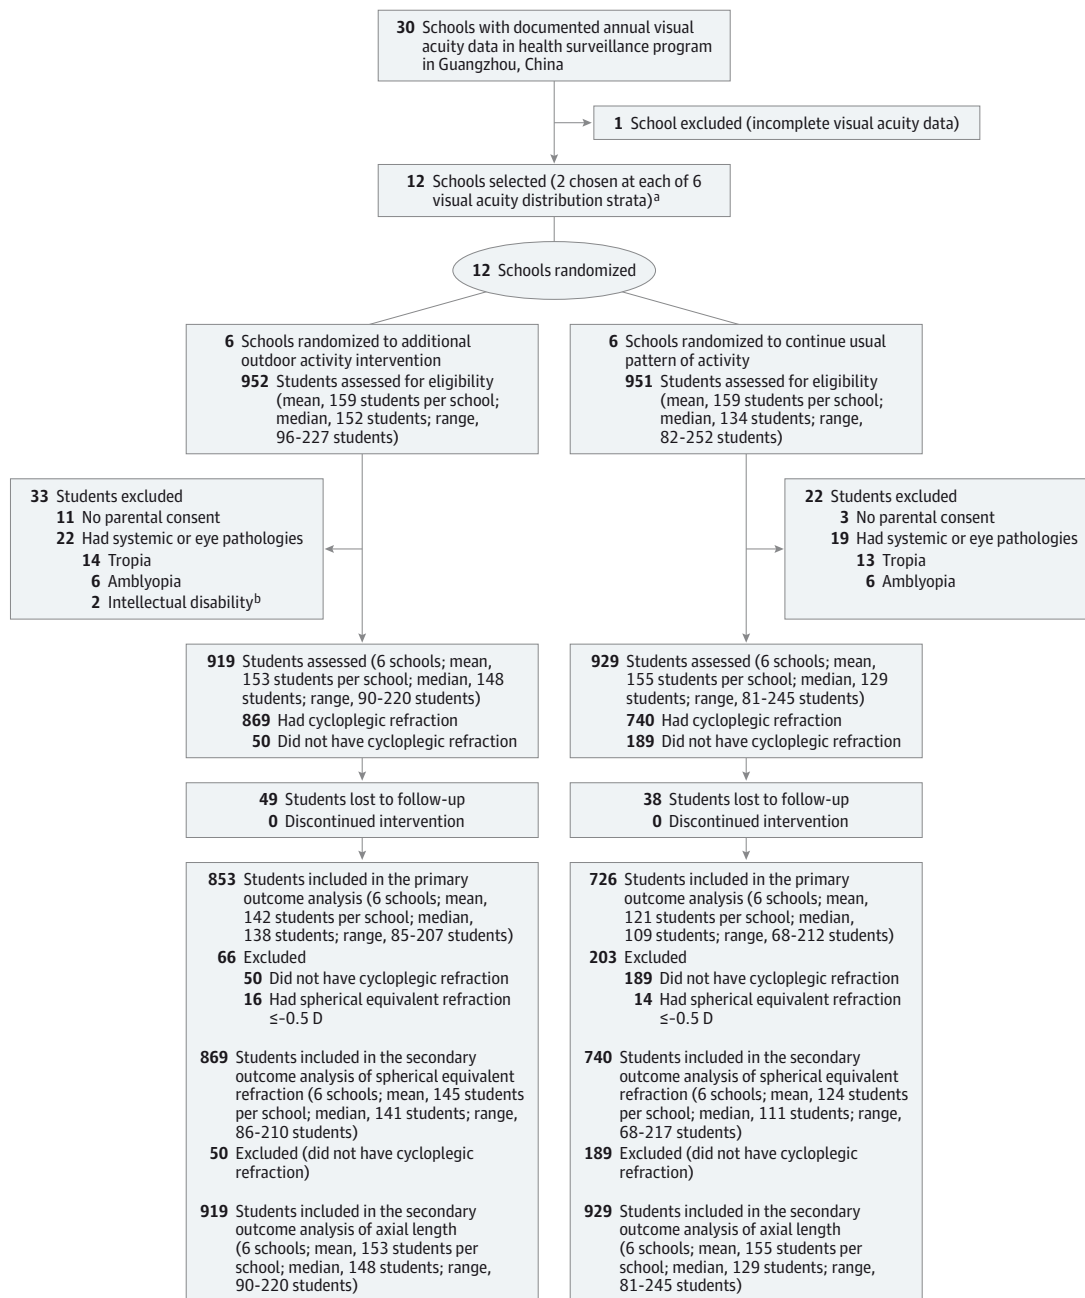 30 Schools with documented annual visual
acuity data in health surveillance program
in Guangzhou, China
1 School excluded (incomplete visual acuity data)
12 Schools selected (2 chosen at each of 6
visual acuity distribution strata)a
12 Schools randomized
6 Schools randomized to additional
outdoor activity intervention
952 Students assessed for eligibility
(mean, 159 students per school;
median, 152 students; range,
96-227 students)
6 Schools randomized to continue usual
pattern of activity
951 Students assessed for eligibility
(mean, 159 students per school;
median, 134 students; range,
82-252 students)
33 Students excluded
11 No parental consent
22 Had systemic or eye pathologies
14 Tropia
6 Amblyopia
2 Intellectual disabilityb
22 Students excluded
3 No parental consent
19 Had systemic or eye pathologies
13 Tropia
6 Amblyopia
919 Students assessed (6 schools; mean,
153 students per school; median, 148
students; range, 90-220 students)
869 Had cycloplegic refraction
50 Did not have cycloplegic refraction
929 Students assessed (6 schools; mean,
155 students per school; median, 129
students; range, 81-245 students)
740 Had cycloplegic refraction
189 Did not have cycloplegic refraction
49 Students lost to follow-up
0 Discontinued intervention
38 Students lost to follow-up
0 Discontinued intervention
853 Students included in the primary
outcome analysis (6 schools; mean,
142 students per school; median,
138 students; range, 85-207 students)
66 Excluded
50 Did not have cycloplegic refraction
16 Had spherical equivalent refraction
≤-0.5 D
869 Students included in the secondary
outcome analysis of spherical equivalent
refraction (6 schools; mean, 145 students
per school; median, 141 students; range,
86-210 students)
50 Excluded (did not have cycloplegic
refraction)
919 Students included in the secondary
outcome analysis of axial length
(6 schools; mean, 153 students per
school; median, 148 students; range,
90-220 students)
726 Students included in the primary
outcome analysis (6 schools; mean,
121 students per school; median,
109 students; range, 68-212 students)
203 Excluded
189 Did not have cycloplegic refraction
14 Had spherical equivalent refraction
≤-0.5 D
740 Students included in the secondary
outcome analysis of spherical equivalent
refraction (6 schools; mean, 124 students
per school; median, 111 students; range,
68-217 students)
189 Excluded (did not have cycloplegic
refraction)
929 Students included in the secondary
outcome analysis of axial length
(6 schools; mean, 155 students per
school; median, 129 students; range,
81-245 students)